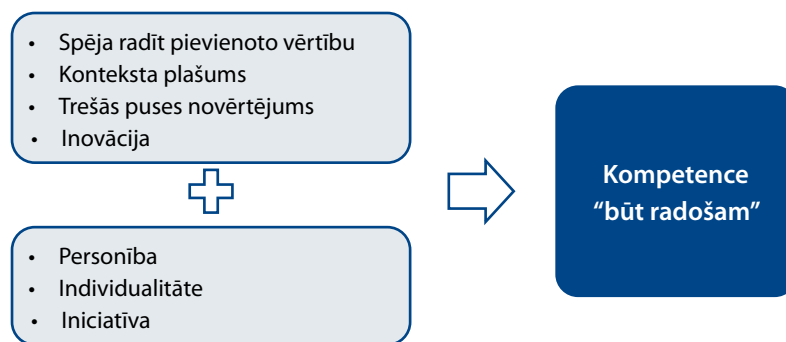 • Spēja radīt pievienoto vērtību
• Konteksta plašums
• Trešās puses novērtējums
• Inovācija
• Personība
• Individualitāte
• Iniciatīva
Kompetence
“būt radošam”